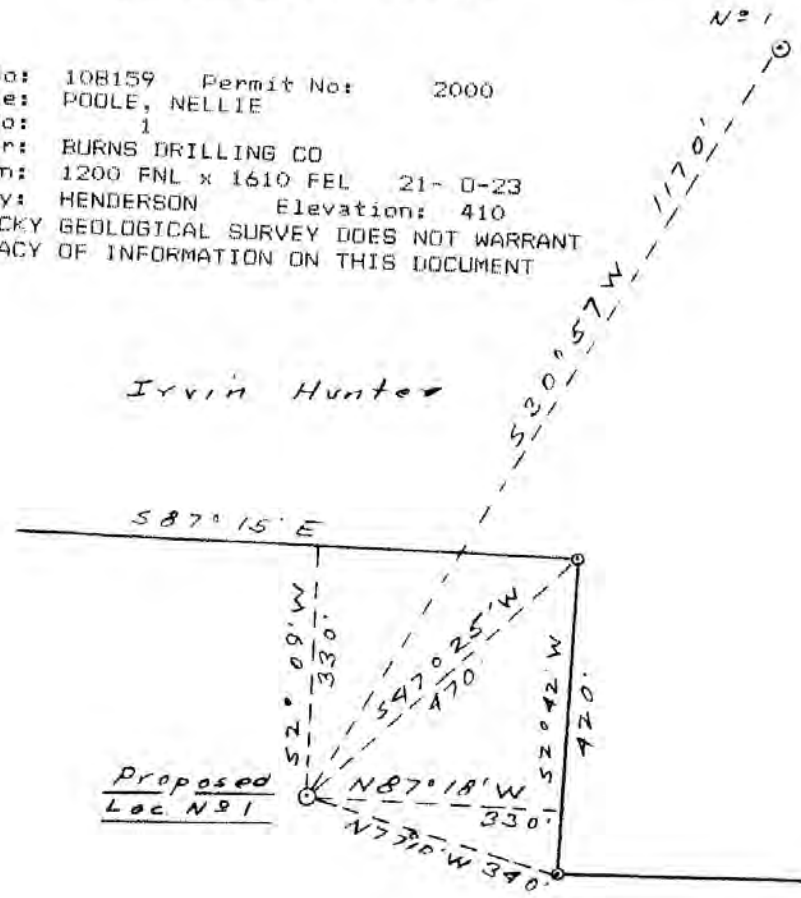 Nº 1
o: 108159 Permit No: 2000
e: POOLE, NELLIE
o: 1
r: BURNS DRILLING CO
n: 1200 FNL x 1610 FEL 21- O-23
y: HENDERSON Elevation: 410
CKY GEOLOGICAL SURVEY DOES NOT WARRANT
ACY OF INFORMATION ON THIS DOCUMENT
1170'
S30°57W
Irvin Hunter
S87°15'E
S2°09'W
330'
S47°25'W
470
S2°42'W
420'
Proposed
Loc Nº 1
N87°18'W
330'
W 340'